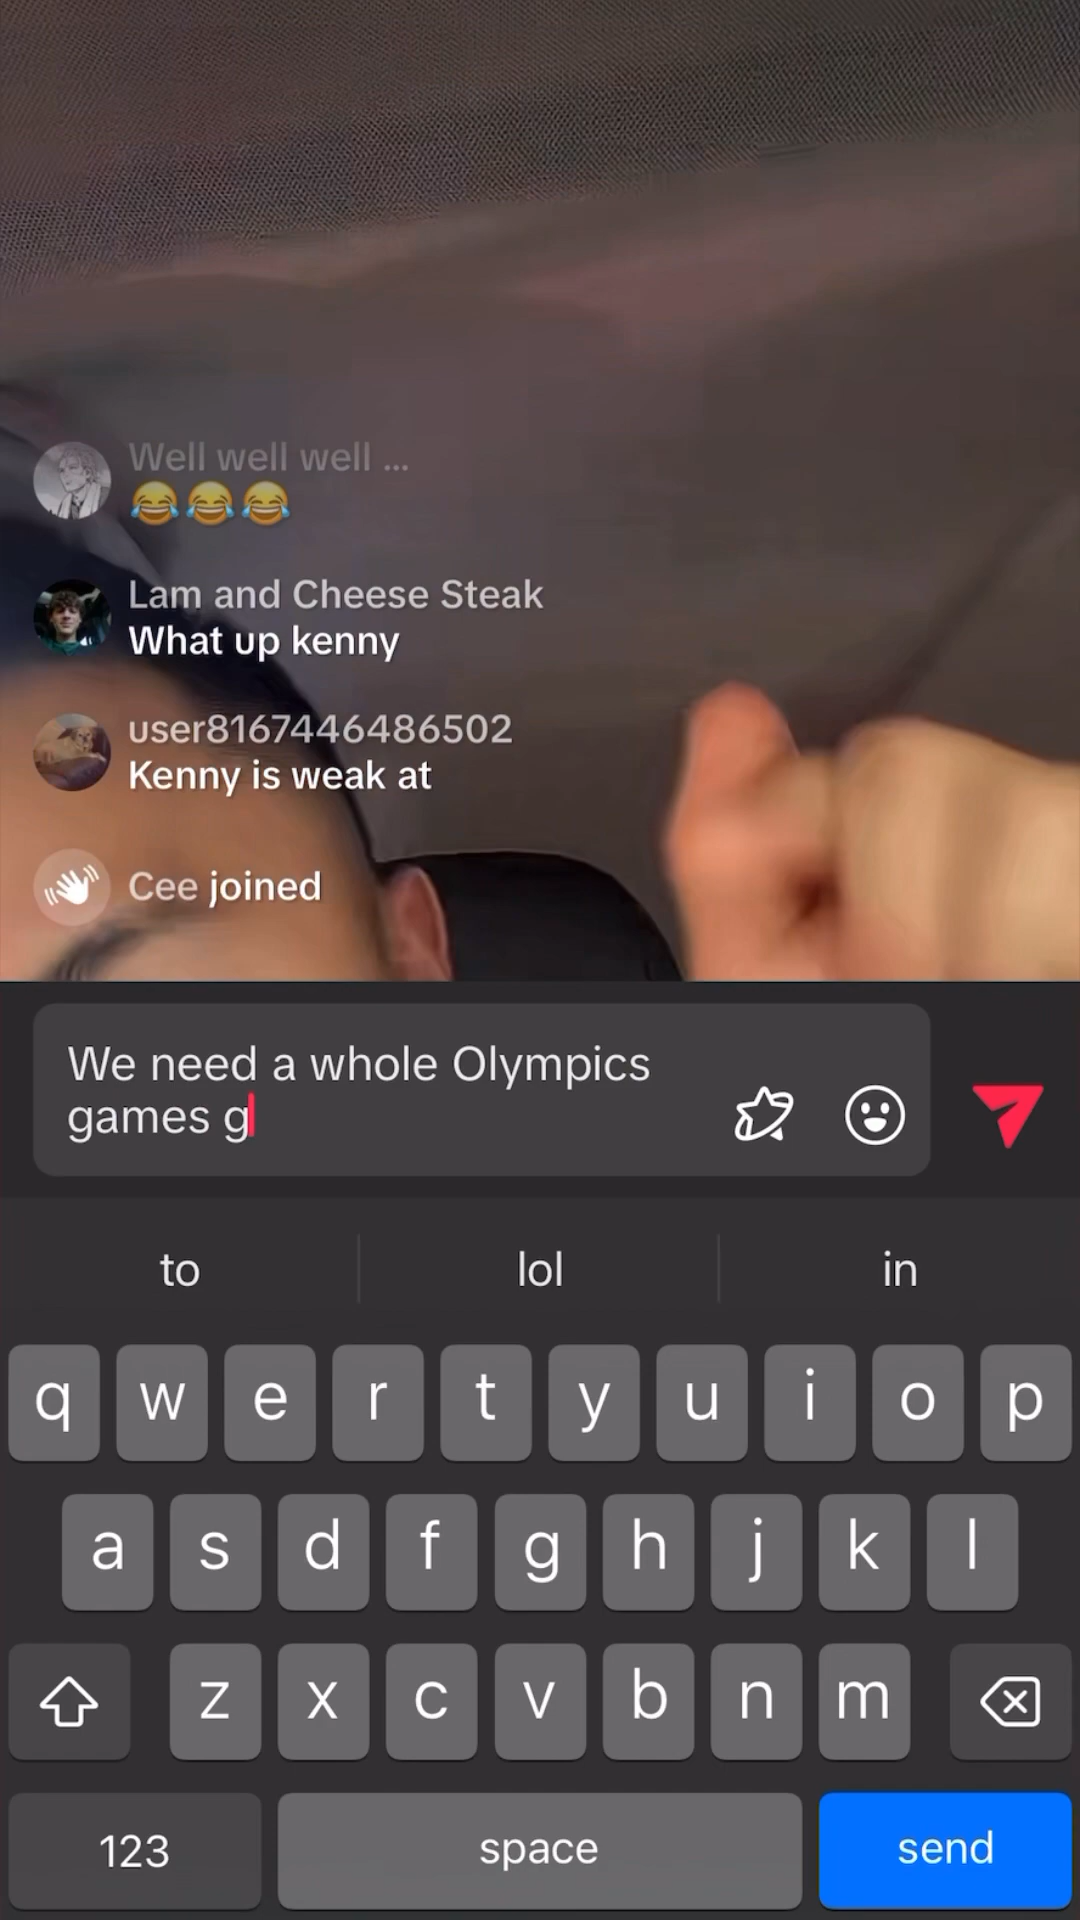 Well well well ...
😂😂😂
Lam and Cheese Steak
What up kenny
user8167446486502
Kenny is weak at
Cee joined
We need a whole Olympics
games g
to lol in
q w e r t y u i o p
a s d f g h j k l
z x c v b n m
123 space send